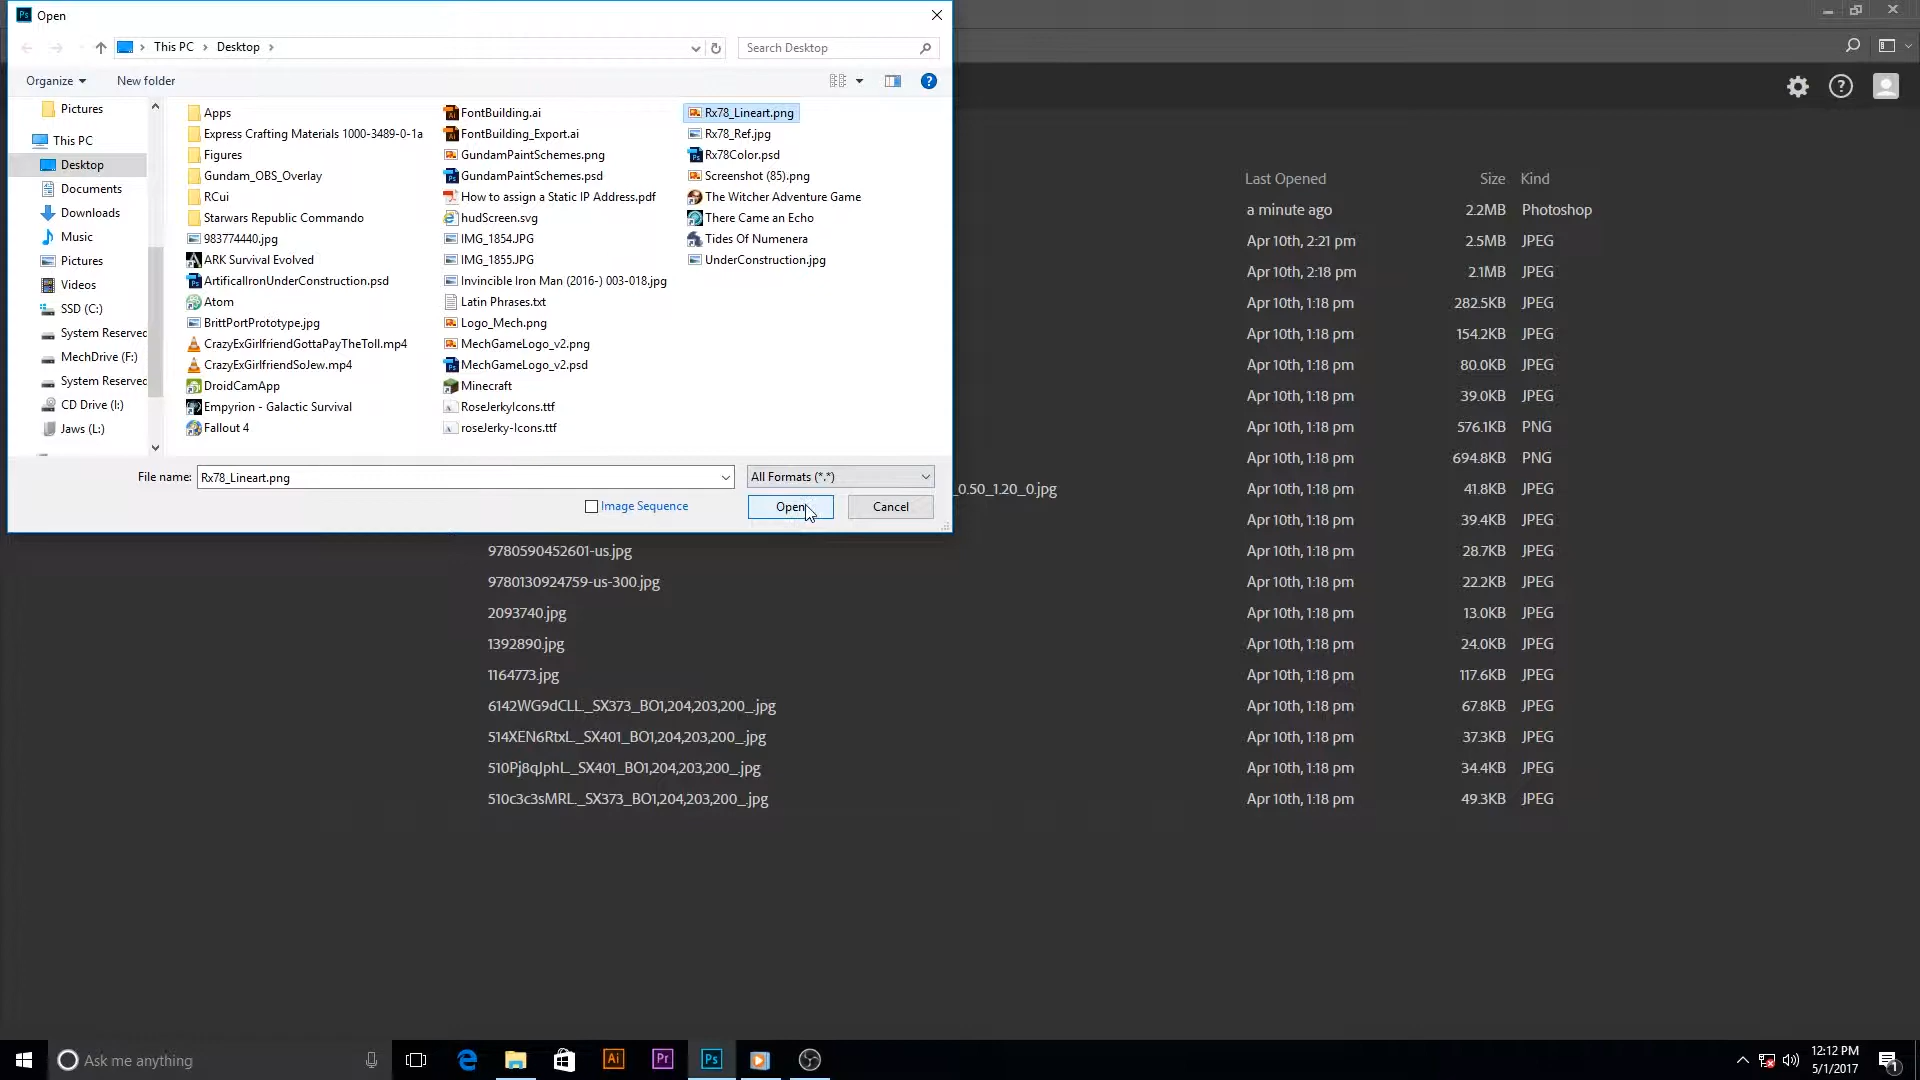 Ps Open
This PC > Desktop >
Search Desktop
Organize
New folder
Pictures
This PC
Desktop
Documents
Downloads
Music
Pictures
Videos
SSD (C:)
System Reserved
MechDrive (F:)
System Reserved
CD Drive (I:)
Jaws (L:)
Apps
Express Crafting Materials 1000-3489-0-1a
Figures
Gundam_OBS_Overlay
RCui
Starwars Republic Commando
983774440.jpg
ARK Survival Evolved
ArtificalIronUnderConstruction.psd
Atom
BrittPortPrototype.jpg
CrazyExGirlfriendGottaPayTheToll.mp4
CrazyExGirlfriendSoJew.mp4
DroidCamApp
Empyrion - Galactic Survival
Fallout 4
FontBuilding.ai
FontBuilding_Export.ai
GundamPaintSchemes.png
GundamPaintSchemes.psd
How to assign a Static IP Address.pdf
hudScreen.svg
IMG_1854.JPG
IMG_1855.JPG
Invincible Iron Man (2016-) 003-018.jpg
Latin Phrases.txt
Logo_Mech.png
MechGameLogo_v2.png
MechGameLogo_v2.psd
Minecraft
RoseJerkyIcons.ttf
roseJerky-Icons.ttf
Rx78_Lineart.png
Rx78_Ref.jpg
Rx78Color.psd
Screenshot (85).png
The Witcher Adventure Game
There Came an Echo
Tides Of Numenera
UnderConstruction.jpg
File name: Rx78_Lineart.png
All Formats (*.*)
Image Sequence
Open
Cancel
Last Opened Size Kind
a minute ago 2.2MB Photoshop
Apr 10th, 2:21 pm 2.5MB JPEG
Apr 10th, 2:18 pm 2.1MB JPEG
Apr 10th, 1:18 pm 282.5KB JPEG
Apr 10th, 1:18 pm 154.2KB JPEG
Apr 10th, 1:18 pm 80.0KB JPEG
Apr 10th, 1:18 pm 39.0KB JPEG
Apr 10th, 1:18 pm 576.1KB PNG
Apr 10th, 1:18 pm 694.8KB PNG
_0.50_1.20_0.jpg Apr 10th, 1:18 pm 41.8KB JPEG
Apr 10th, 1:18 pm 39.4KB JPEG
9780590452601-us.jpg Apr 10th, 1:18 pm 28.7KB JPEG
9780130924759-us-300.jpg Apr 10th, 1:18 pm 22.2KB JPEG
2093740.jpg Apr 10th, 1:18 pm 13.0KB JPEG
1392890.jpg Apr 10th, 1:18 pm 24.0KB JPEG
1164773.jpg Apr 10th, 1:18 pm 117.6KB JPEG
6142WG9dCLL._SX373_BO1,204,203,200_.jpg Apr 10th, 1:18 pm 67.8KB JPEG
514XEN6RtxL._SX401_BO1,204,203,200_.jpg Apr 10th, 1:18 pm 37.3KB JPEG
510Pj8qJphL._SX401_BO1,204,203,200_.jpg Apr 10th, 1:18 pm 34.4KB JPEG
510c3c3sMRL._SX373_BO1,204,203,200_.jpg Apr 10th, 1:18 pm 49.3KB JPEG
Ask me anything
Ai
Pr
Ps
12:12 PM
5/1/2017
1